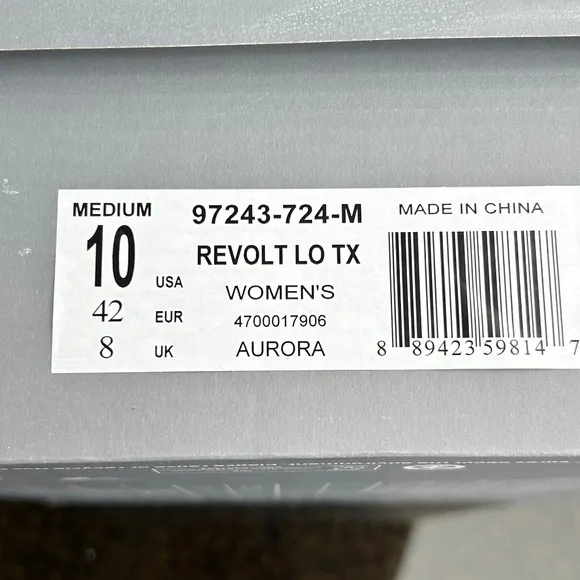 MEDIUM
10 USA
42 EUR
8 UK
97243-724-M
REVOLT LO TX
WOMEN'S
4700017906
AURORA
MADE IN CHINA
8 89423 59814 7